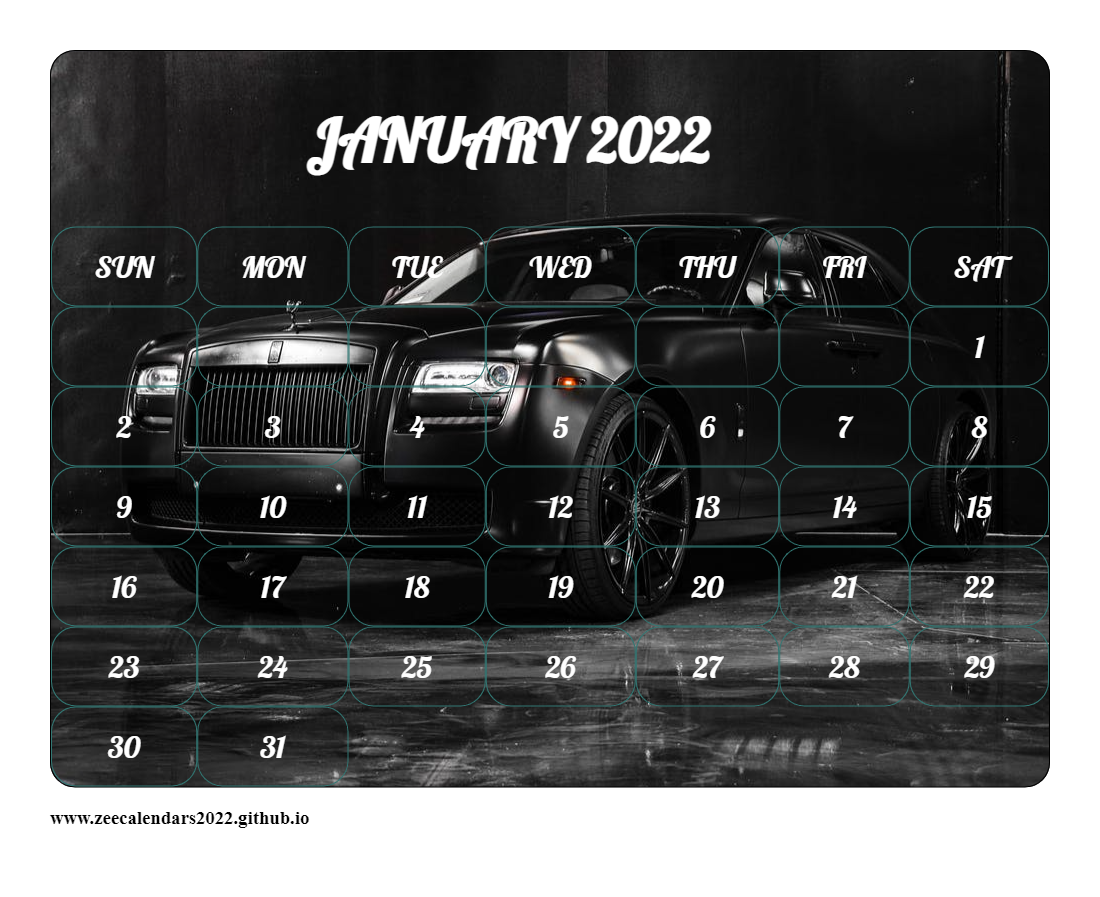 JANUARY 2022
SUN MON TUE WED THU FRI SAT
1
2 3 4 5 6 7 8
9 10 11 12 13 14 15
16 17 18 19 20 21 22
23 24 25 26 27 28 29
30 31
www.zeecalendars2022.github.io